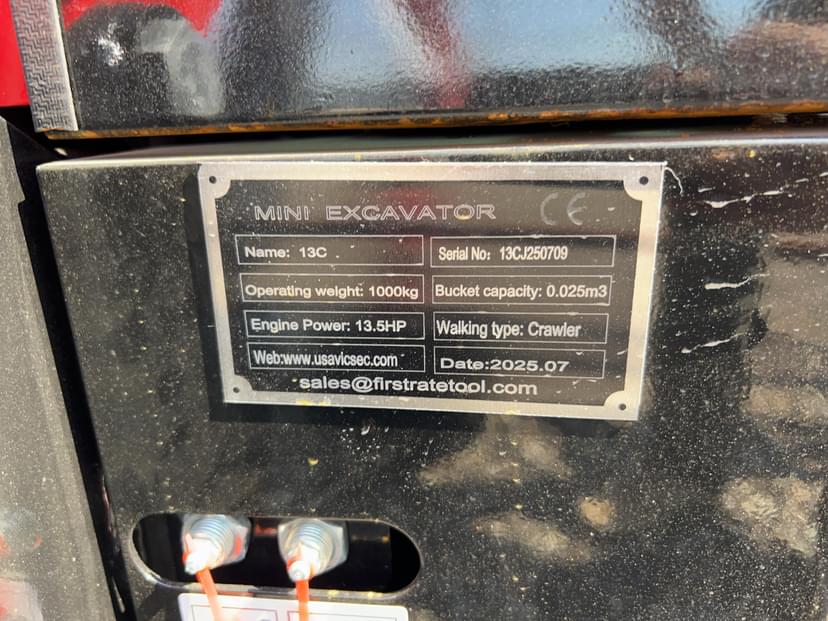 MINI EXCAVATOR CE
Name: 13C
Serial No: 13CJ250709
Operating weight: 1000kg
Bucket capacity: 0.025m3
Engine Power: 13.5HP
Walking type: Crawler
Web:www.usavicsec.com
Date:2025.07
sales@firstratetool.com